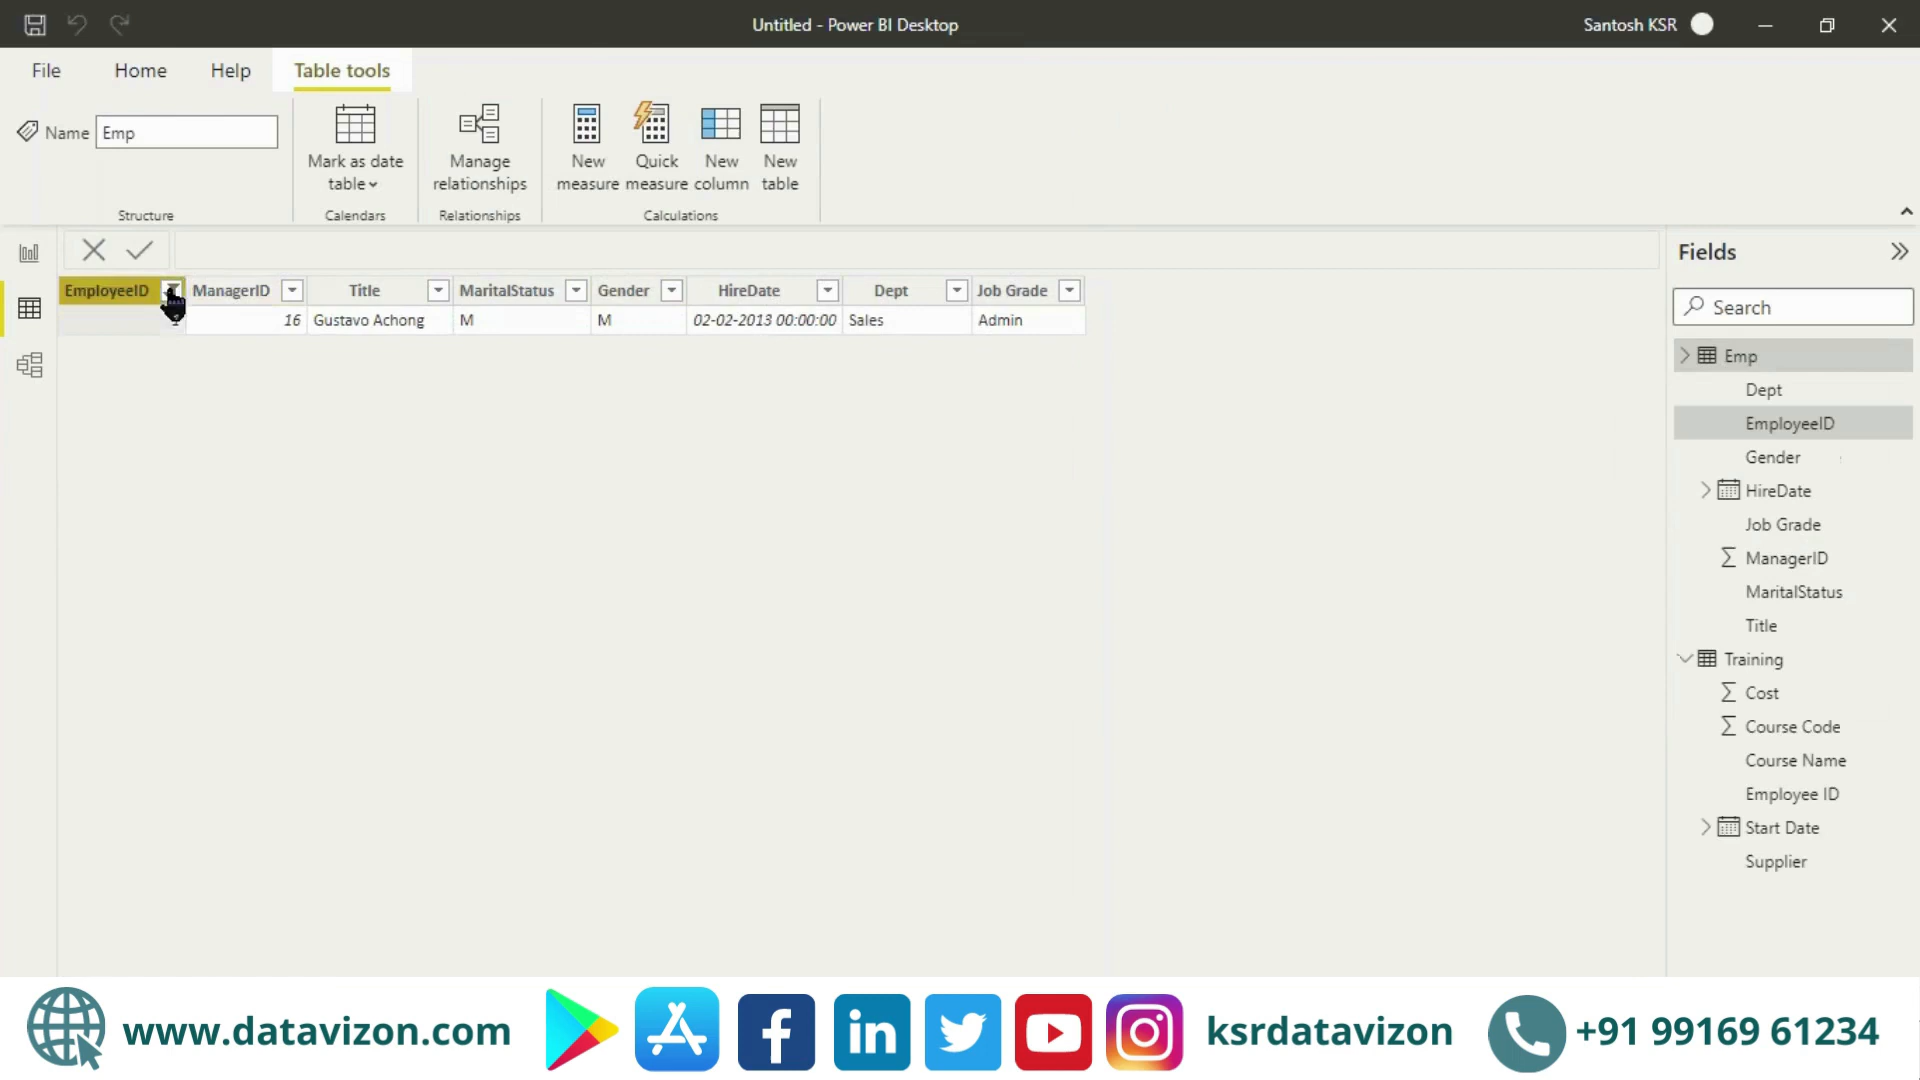 Untitled - Power BI Desktop
Santosh KSR
File Home Help Table tools
Name Emp
Mark as date table
Manage relationships
New measure
Quick measure
New column
New table
Structure Calendars Relationships Calculations
Fields
Search
EmployeeID ManagerID Title MaritalStatus Gender HireDate Dept Job Grade
16 Gustavo Achong M M 02-02-2013 00:00:00 Sales Admin
Emp
Dept
EmployeeID
Gender
HireDate
Job Grade
ManagerID
MaritalStatus
Title
Training
Cost
Course Code
Course Name
Employee ID
Start Date
Supplier
www.datavizon.com
ksrdatavizon
+91 99169 61234